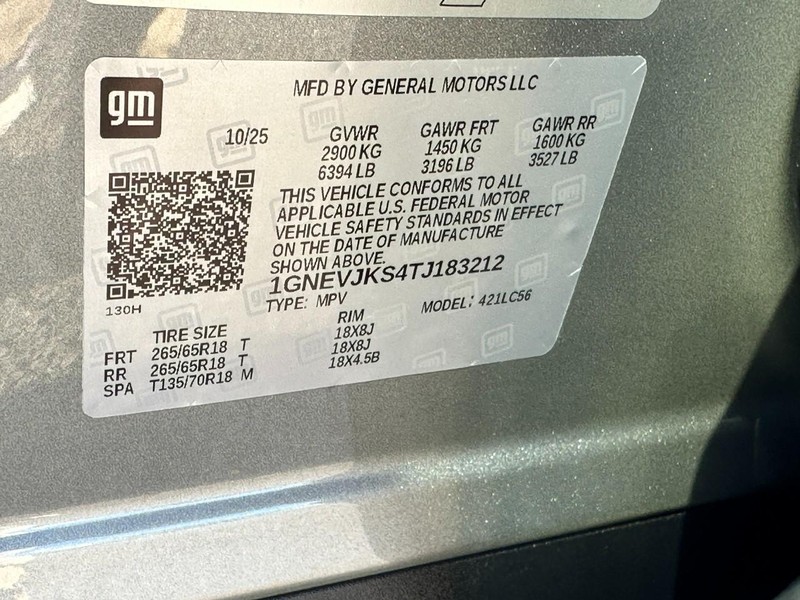 gm
MFD BY GENERAL MOTORS LLC
10/25 GVWR GAWR FRT GAWR RR
2900 KG 1450 KG 1600 KG
6394 LB 3196 LB 3527 LB
THIS VEHICLE CONFORMS TO ALL
APPLICABLE U.S. FEDERAL MOTOR
VEHICLE SAFETY STANDARDS IN EFFECT
ON THE DATE OF MANUFACTURE
SHOWN ABOVE.
1GNEVJKS4TJ183212
130H
TYPE: MPV MODEL: 421LC56
TIRE SIZE RIM
FRT 265/65R18 T 18X8J
RR 265/65R18 T 18X8J
SPA T135/70R18 M 18X4.5B